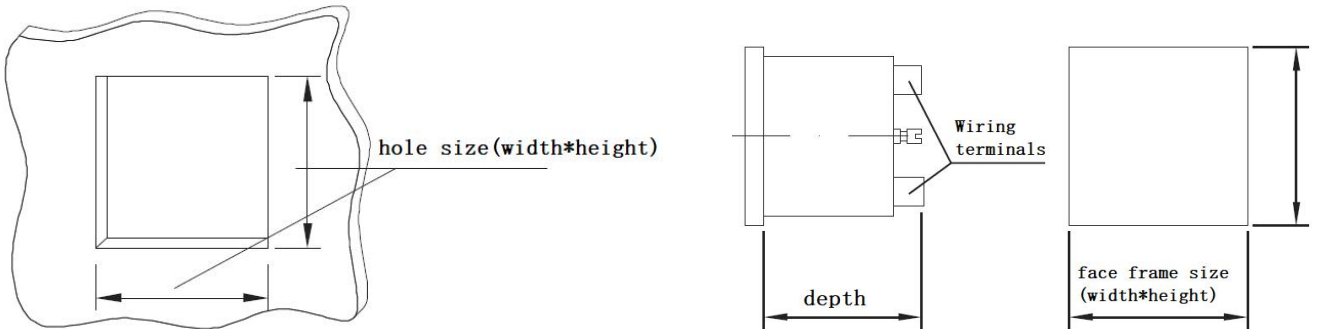 hole size(width*height)
Wiring
terminals
depth
face frame size
(width*height)